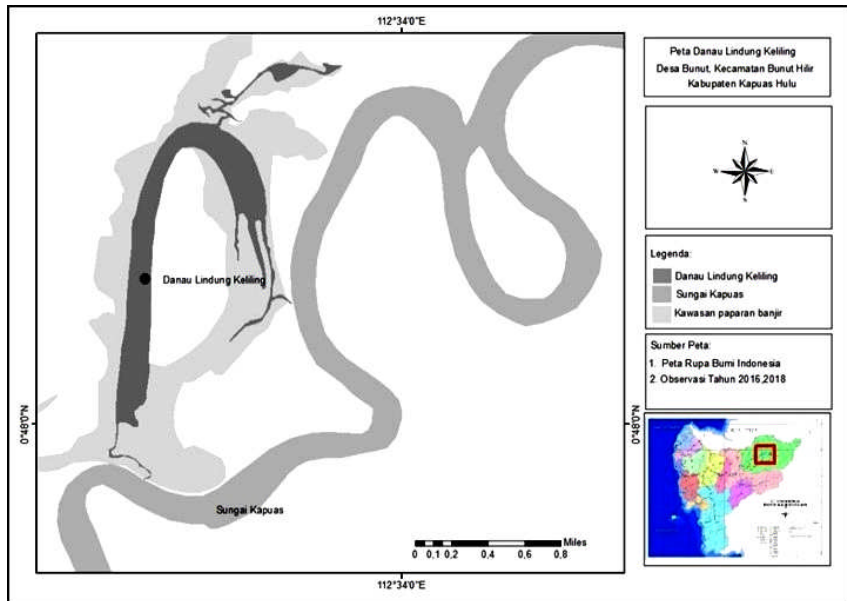 112°34'0"E
Peta Danau Lindung Keliling
Desa Bunut, Kecamatan Bunut Hilir
Kabupaten Kapuas Hulu
N
W E
S
Legenda:
Danau Lindung Keliling
Sungai Kapuas
Kawasan paparan banjir
Sumber Peta:
1. Peta Rupa Bumi Indonesia
2. Observasi Tahun 2016,2018
Danau Lindung Keliling
0°48'0"N
0°48'0"N
Sungai Kapuas
Miles
0 0,1 0,2 0,4 0,6 0,8
112°34'0"E